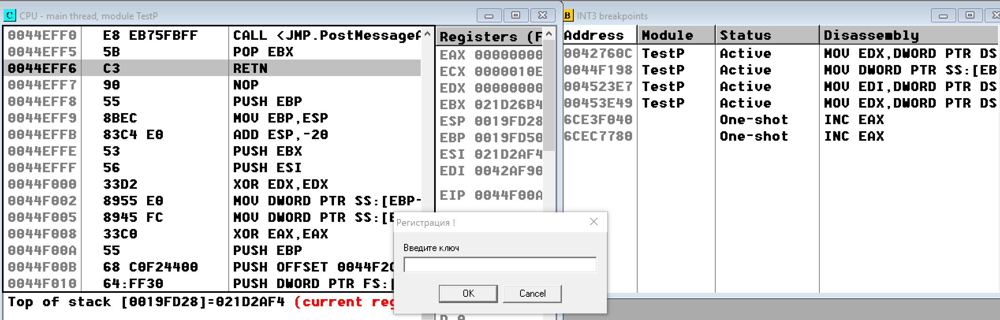 C CPU - main thread, module TestP
0044EFF0 E8 EB75FBFF CALL <JMP.PostMessageA
0044EFF5 5B POP EBX
0044EFF6 C3 RETN
0044EFF7 90 NOP
0044EFF8 55 PUSH EBP
0044EFF9 8BEC MOV EBP,ESP
0044EFFB 83C4 E0 ADD ESP,-20
0044EFFE 53 PUSH EBX
0044EFFF 56 PUSH ESI
0044F000 33D2 XOR EDX,EDX
0044F002 8955 E0 MOV DWORD PTR SS:[EBP-
0044F005 8945 FC MOV DWORD PTR SS:[E
0044F008 33C0 XOR EAX,EAX
0044F00A 55 PUSH EBP
0044F00B 68 C0F24400 PUSH OFFSET 0044F2C
0044F010 64:FF30 PUSH DWORD PTR FS:[
Top of stack [0019FD28]=021D2AF4 (current reg
Registers (F
EAX 00000000
ECX 0000010E
EDX 00000000
EBX 021D26B4
ESP 0019FD28
EBP 0019FD50
ESI 021D2AF4
EDI 0042AF90
EIP 0044F00A
D 0
B INT3 breakpoints
Address Module Status Disassembly
0042760C TestP Active MOV EDX,DWORD PTR DS
0044F198 TestP Active MOV DWORD PTR SS:[EB
004523E7 TestP Active MOV EDI,DWORD PTR DS
00453E49 TestP Active MOV EDX,DWORD PTR DS
6CE3F040 One-shot INC EAX
6CEC7780 One-shot INC EAX
Регистрация !
Введите ключ
OK Cancel